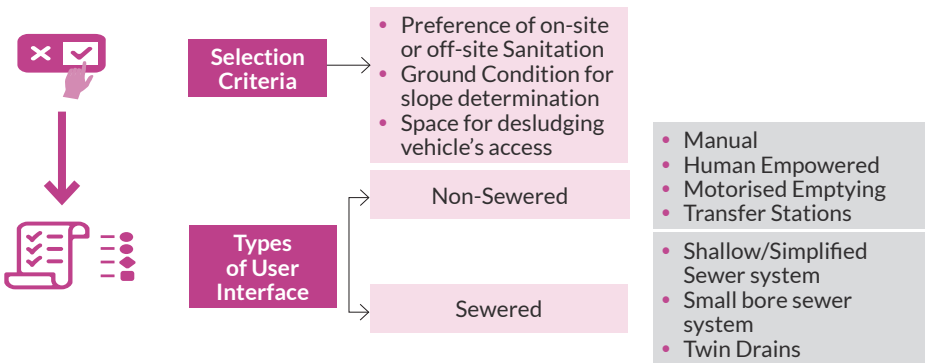 Selection
Criteria
• Preference of on-site
or off-site Sanitation
• Ground Condition for
slope determination
• Space for desludging
vehicle's access
Types
of User
Interface
Non-Sewered
• Manual
• Human Empowered
• Motorised Emptying
• Transfer Stations
Sewered
• Shallow/Simplified
Sewer system
• Small bore sewer
system
• Twin Drains